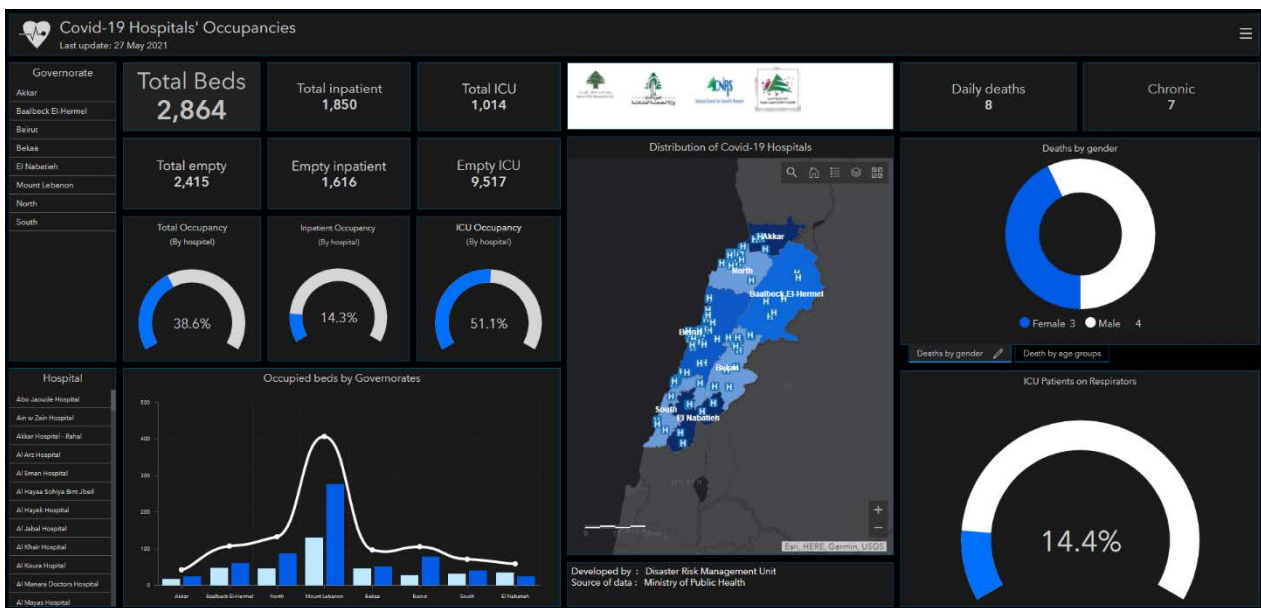 Covid-19 Hospitals' Occupancies
Last update: 27 May 2021
Governorate
Akkar
Baalbeck El-Hermel
Beirut
Bekaa
El Nabatieh
Mount Lebanon
North
South
Total Beds
2,864
Total inpatient
1,850
Total ICU
1,014
Total empty
2,415
Empty inpatient
1,616
Empty ICU
9,517
Total Occupancy
(By hospital)
38.6%
Inpatient Occupancy
(By hospital)
14.3%
ICU Occupancy
(By hospital)
51.1%
CNRS
Distribution of Covid-19 Hospitals
Akkar
North
Baalbeck El-Hermel
South
El Nabatieh
Esri, HERE, Garmin, USGS
Developed by : Disaster Risk Management Unit
Source of data : Ministry of Public Health
Daily deaths
8
Chronic
7
Deaths by gender
Female 3 Male 4
Deaths by gender
Death by age groups
ICU Patients on Respirators
14.4%
Hospital
Abo Jaoude Hospital
Ain w Zain Hospital
Akkar Hospital - Rahal
Al Arz Hospital
Al Eman Hospital
Al Hayaa Sohiya Bint Jbeil
Al Hayek Hospital
Al Jabal Hospital
Al Khair Hospital
Al Koura Hospital
Al Manara Doctors Hospital
Al Mayas Hospital
Occupied beds by Governorates
500
400
300
200
100
0
Akkar Baalbeck El-Hermel North Mount Lebanon Bekaa Beirut South El Nabatieh